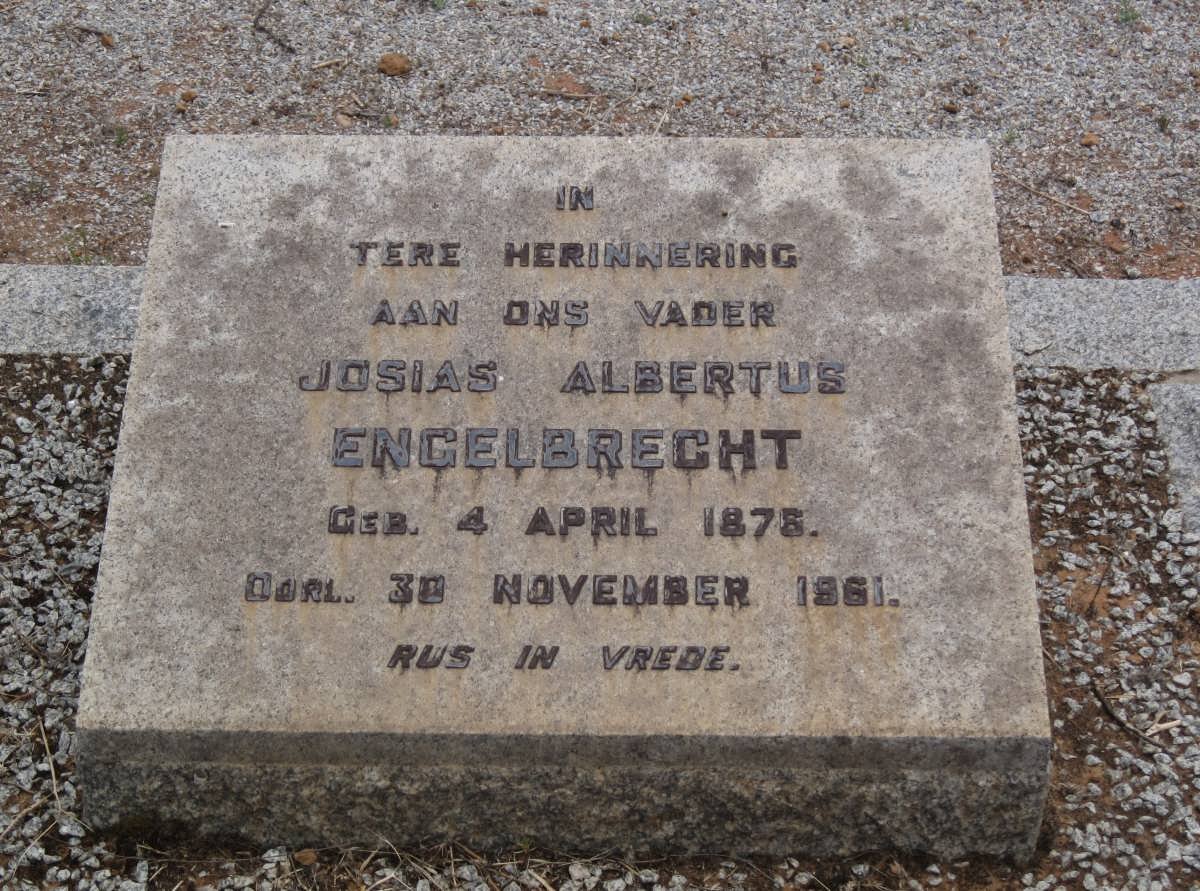 IN
TERE HERINNERING
AAN ONS VADER
JOSIAS ALBERTUS
ENGELBRECHT
GEB. 4 APRIL 1876.
OORL. 30 NOVEMBER 1961.
RUS IN VREDE.